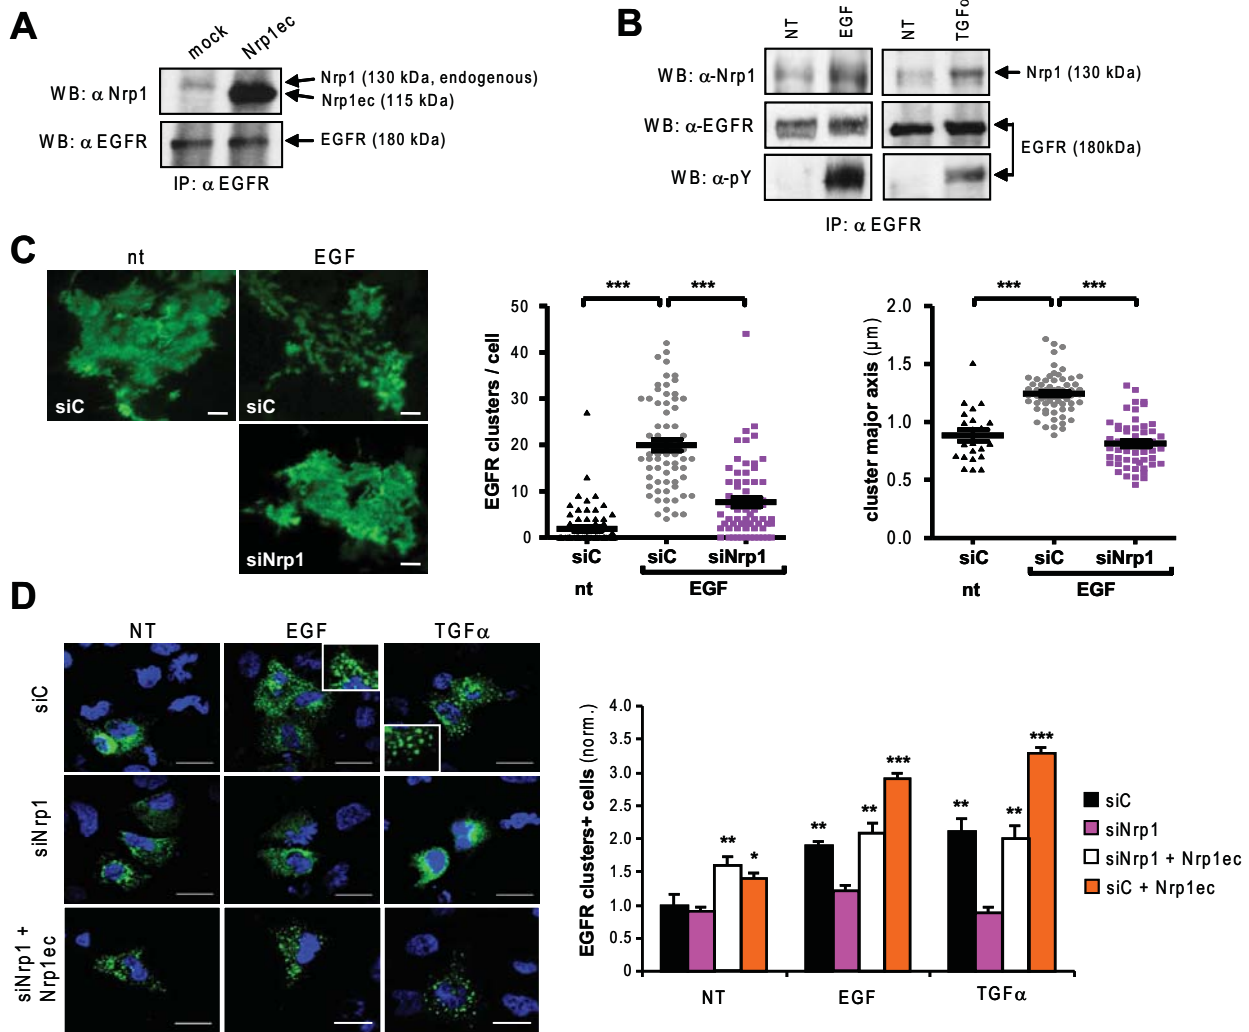 A
mock
Nrp1ec
WB: α Nrp1
Nrp1 (130 kDa, endogenous)
Nrp1ec (115 kDa)
WB: α EGFR
EGFR (180 kDa)
IP: α EGFR
B
NT
EGF
NT
TGFα
WB: α-Nrp1
Nrp1 (130 kDa)
WB: α-EGFR
EGFR (180kDa)
WB: α-pY
IP: α EGFR
C
nt
EGF
siC
siC
siNrp1
EGFR clusters / cell
50
40
30
20
10
0
***
***
siC
siC
siNrp1
nt
EGF
cluster major axis (µm)
2.0
1.5
1.0
0.5
0.0
***
***
siC
siC
siNrp1
nt
EGF
D
NT
EGF
TGFα
siC
siNrp1
siNrp1 +
Nrp1ec
EGFR clusters+ cells (norm.)
4.0
3.5
3.0
2.5
2.0
1.5
1.0
0.5
0
**
*
**
**
***
**
**
***
NT
EGF
TGFα
siC
siNrp1
siNrp1 + Nrp1ec
siC + Nrp1ec